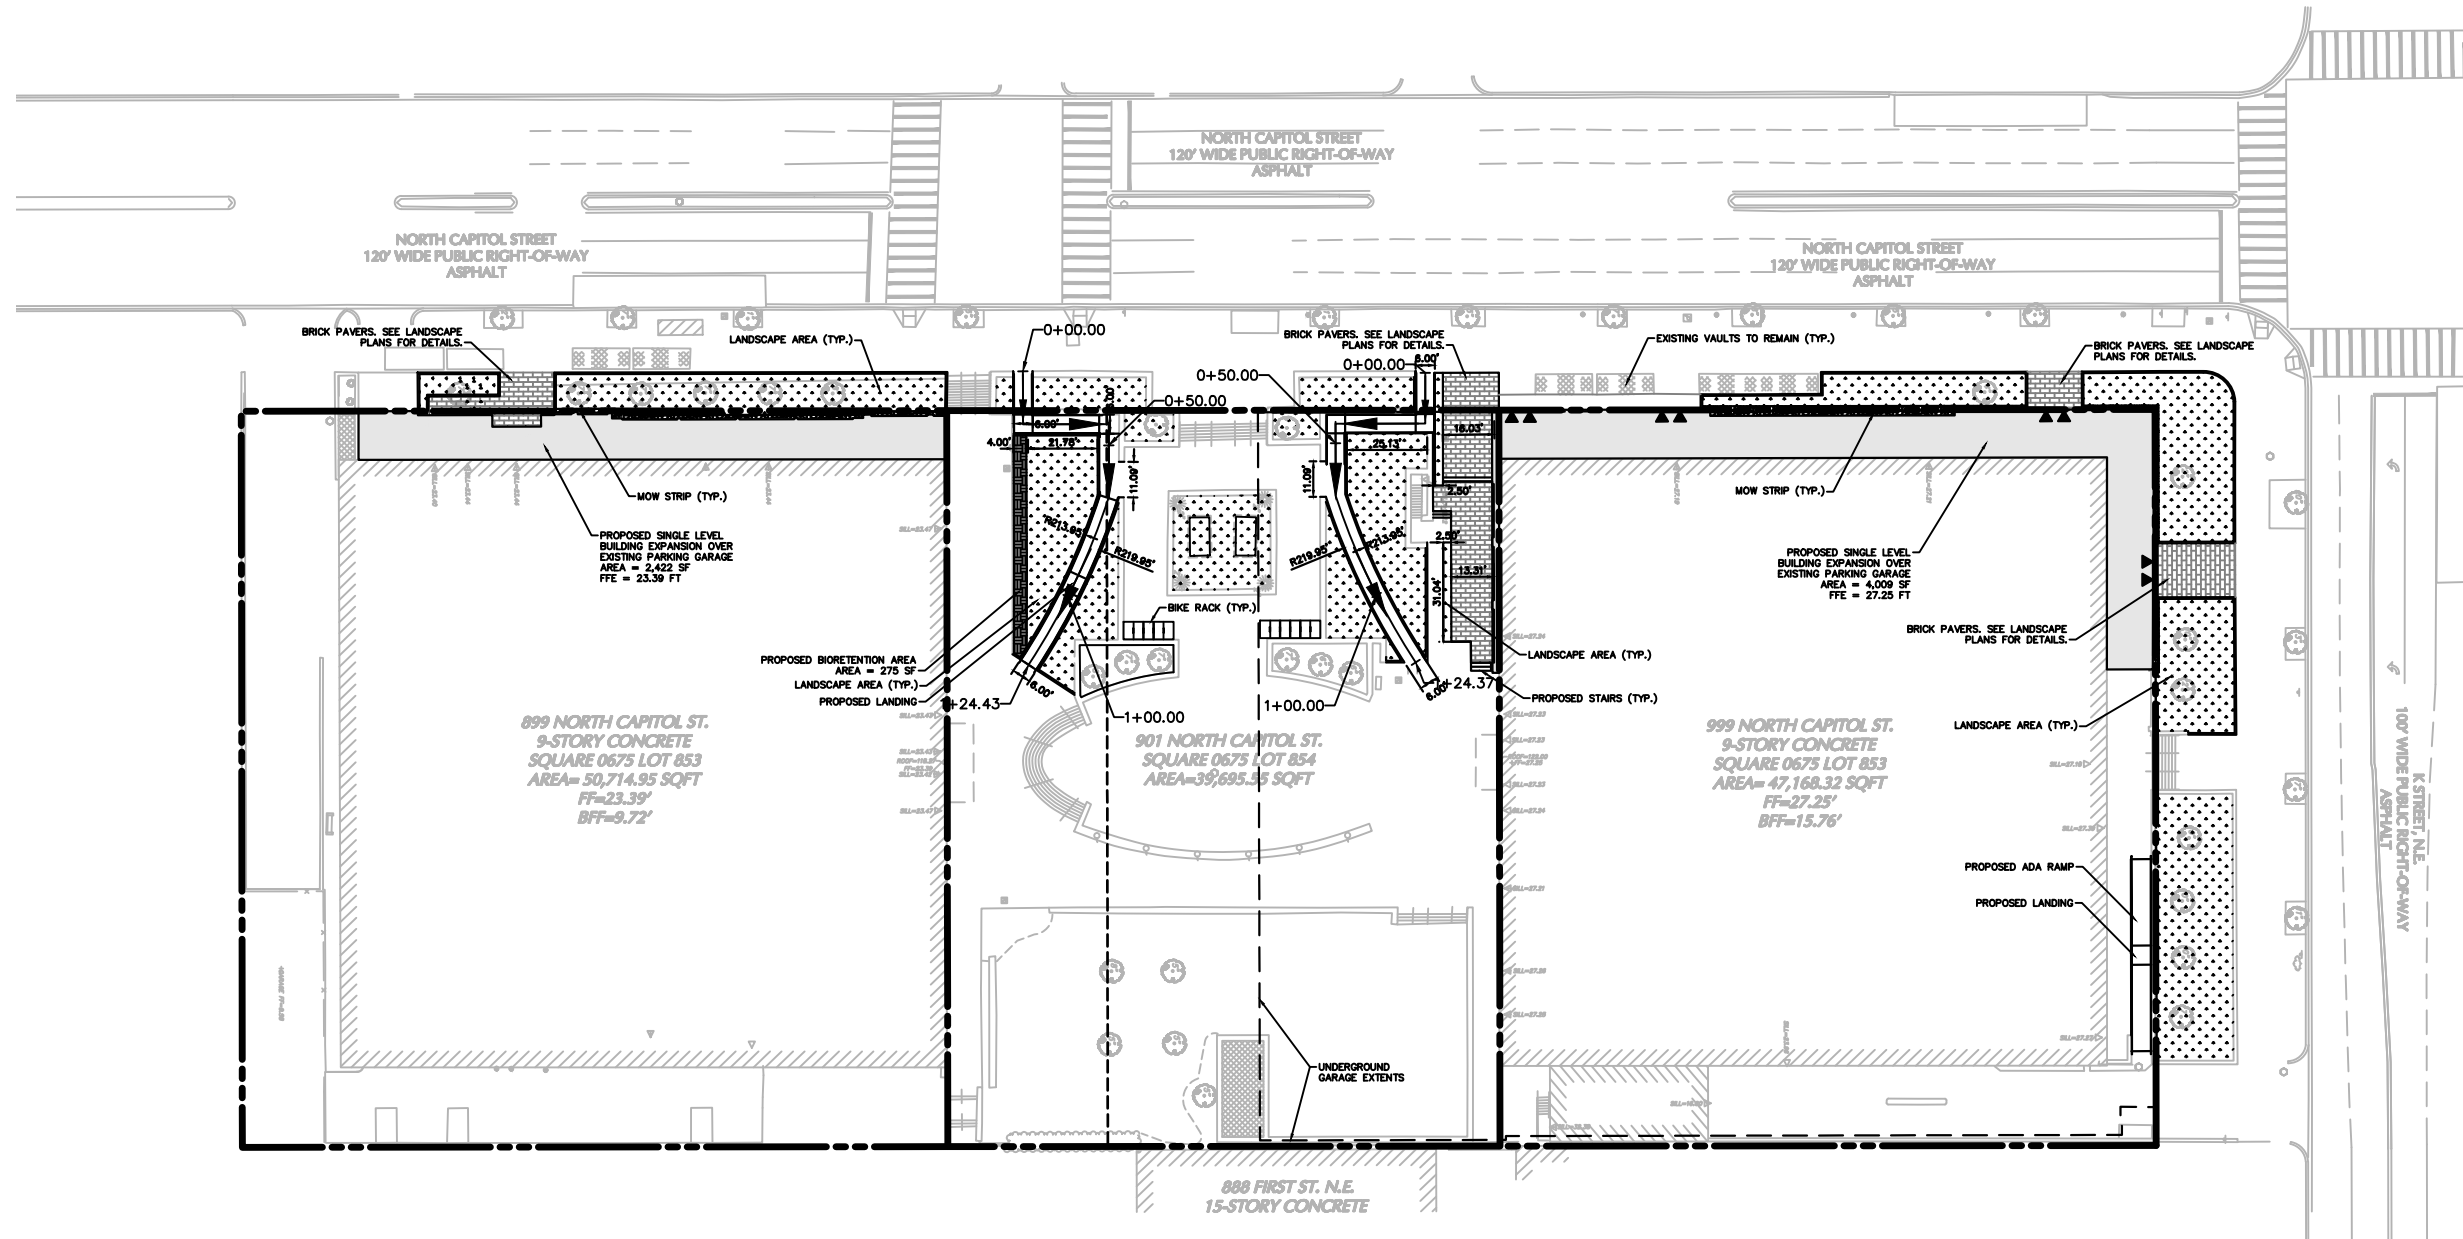 NORTH CAPITOL STREET
120' WIDE PUBLIC RIGHT-OF-WAY
ASPHALT
NORTH CAPITOL STREET
120' WIDE PUBLIC RIGHT-OF-WAY
ASPHALT
NORTH CAPITOL STREET
120' WIDE PUBLIC RIGHT-OF-WAY
ASPHALT
BRICK PAVERS. SEE LANDSCAPE
PLANS FOR DETAILS.
LANDSCAPE AREA (TYP.)
0+00.00
BRICK PAVERS. SEE LANDSCAPE
PLANS FOR DETAILS.
EXISTING VAULTS TO REMAIN (TYP.)
BRICK PAVERS. SEE LANDSCAPE
PLANS FOR DETAILS.
6.00'
0+00.00
0+50.00
0+50.00
4.00'
21.78'
25.13'
16.03'
11.09'
11.09'
2.50'
MOW STRIP (TYP.)
MOW STRIP (TYP.)
R213.95'
R219.95'
R219.95'
R213.95'
2.50'
13.31'
31.04'
PROPOSED SINGLE LEVEL
BUILDING EXPANSION OVER
EXISTING PARKING GARAGE
AREA = 2,422 SF
FFE = 23.39 FT
PROPOSED SINGLE LEVEL
BUILDING EXPANSION OVER
EXISTING PARKING GARAGE
AREA = 4,009 SF
FFE = 27.25 FT
BIKE RACK (TYP.)
BRICK PAVERS. SEE LANDSCAPE
PLANS FOR DETAILS.
PROPOSED BIORETENTION AREA
AREA = 275 SF
LANDSCAPE AREA (TYP.)
PROPOSED LANDING
LANDSCAPE AREA (TYP.)
PROPOSED STAIRS (TYP.)
6.00'
6.00'
+24.43
+24.37
1+00.00
1+00.00
LANDSCAPE AREA (TYP.)
899 NORTH CAPITOL ST.
9-STORY CONCRETE
SQUARE 0675 LOT 853
AREA= 50,714.95 SQFT
FF=23.39'
BFF=9.72'
901 NORTH CAPITOL ST.
SQUARE 0675 LOT 854
AREA=39,695.55 SQFT
999 NORTH CAPITOL ST.
9-STORY CONCRETE
SQUARE 0675 LOT 853
AREA= 47,168.32 SQFT
FF=27.25'
BFF=15.76'
K STREET, N.E.
100' WIDE PUBLIC RIGHT-OF-WAY
ASPHALT
PROPOSED ADA RAMP
PROPOSED LANDING
UNDERGROUND
GARAGE EXTENTS
888 FIRST ST. N.E.
15-STORY CONCRETE